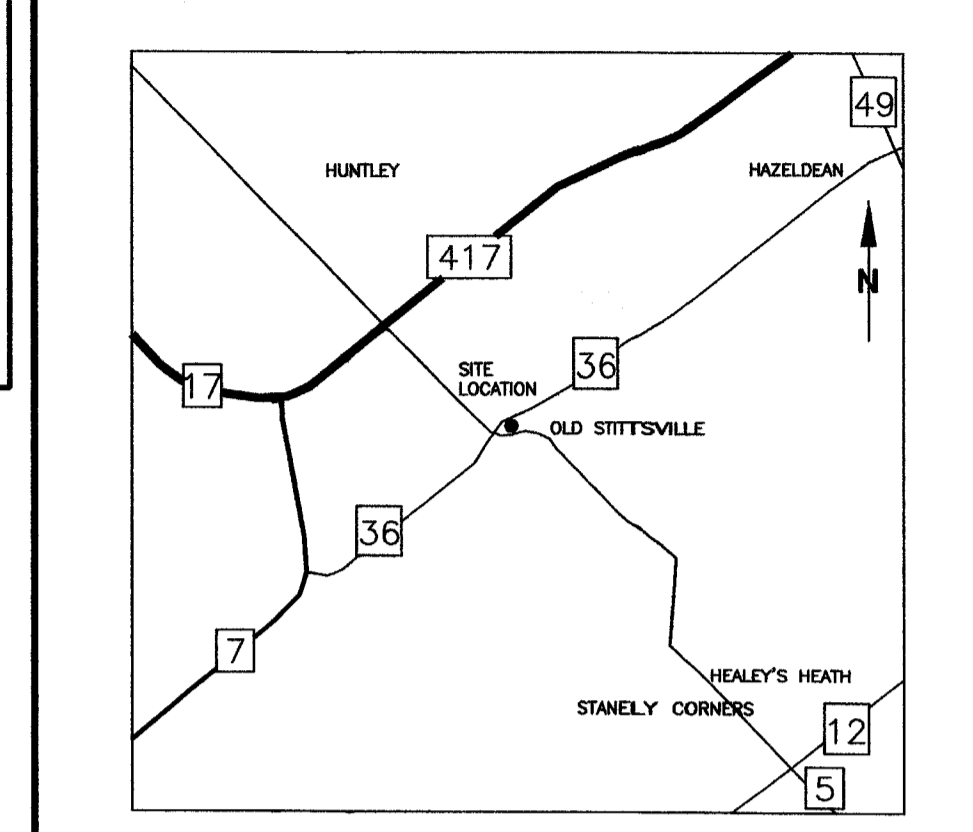 49
HUNTLEY
HAZELDEAN
417
N
36
17
SITE
LOCATION
OLD STITTSVILLE
36
7
HEALEY'S HEATH
STANELY CORNERS
12
5